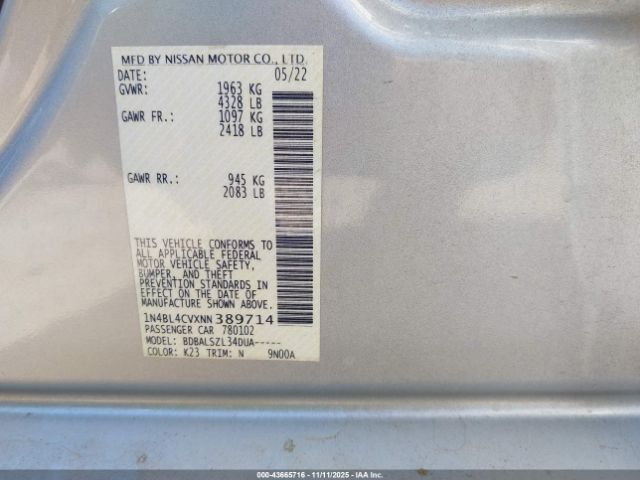 MFD BY NISSAN MOTOR CO., LTD.
DATE: 05/22
GVWR: 1963 KG
4328 LB
GAWR FR.: 1097 KG
2418 LB
GAWR RR.: 945 KG
2083 LB
THIS VEHICLE CONFORMS TO
ALL APPLICABLE FEDERAL
MOTOR VEHICLE SAFETY,
BUMPER, AND THEFT
PREVENTION STANDARDS IN
EFFECT ON THE DATE OF
MANUFACTURE SHOWN ABOVE.
1N4BL4CVXNN389714
PASSENGER CAR 780102
MODEL: BDBALSZL34DUA-----
COLOR: K23 TRIM: N 9N00A
000-43665716 - 11/11/2025 - IAAI.COM